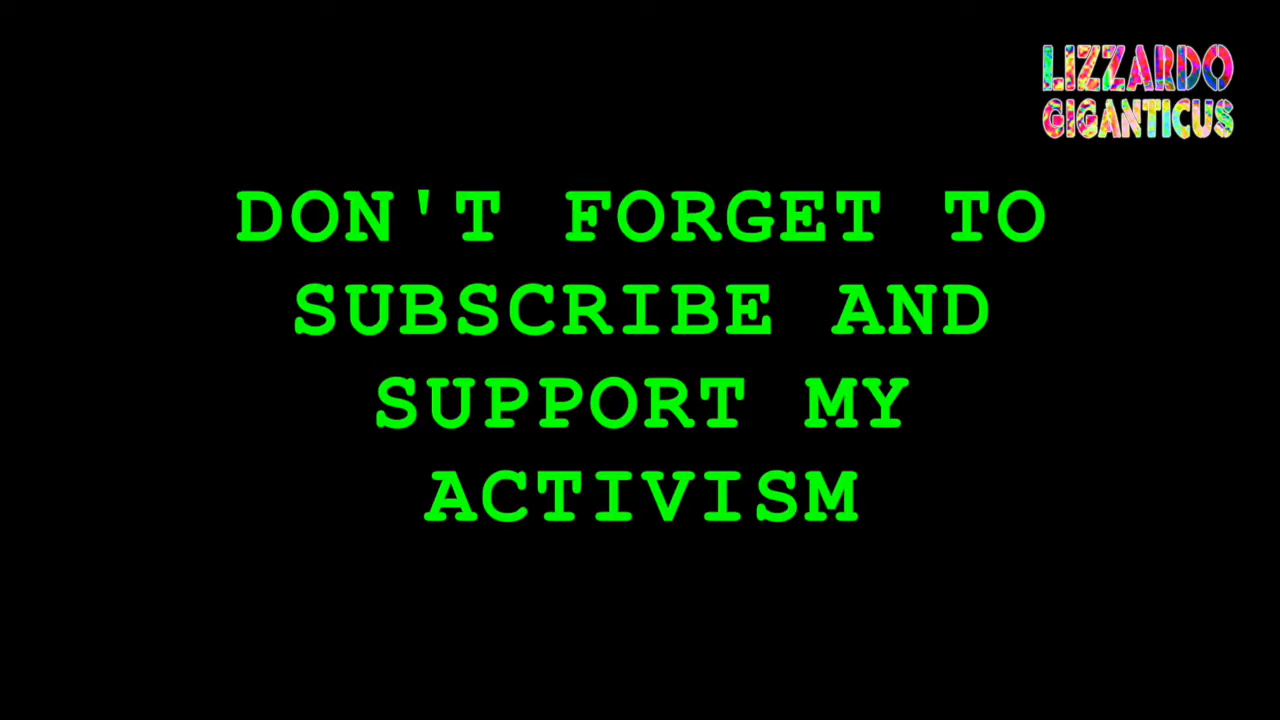 LIZZARDO
GIGANTICUS
DON'T FORGET TO
SUBSCRIBE AND
SUPPORT MY
ACTIVISM